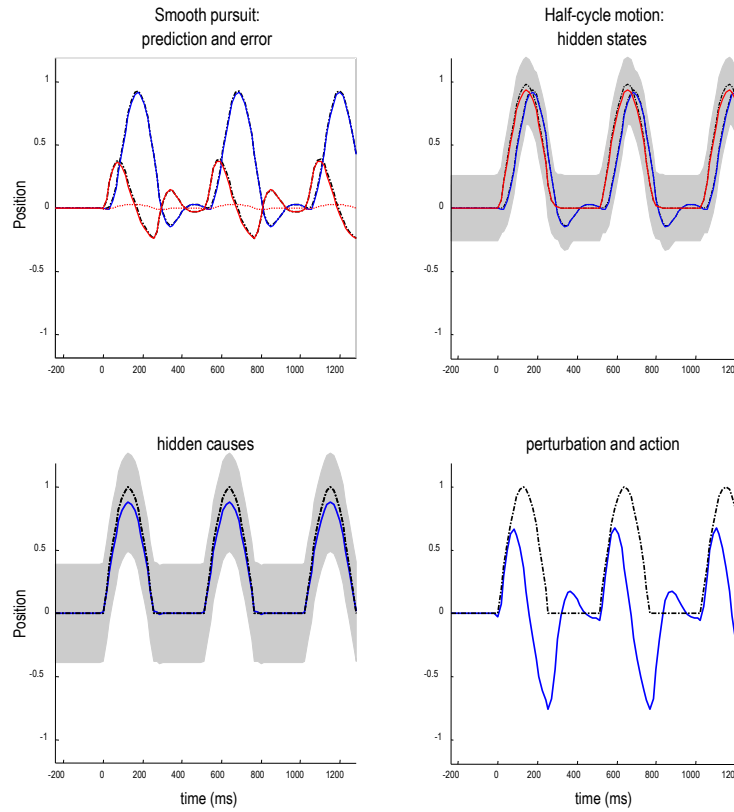 Smooth pursuit:
prediction and error
Half-cycle motion:
hidden states
1
0.5
0
-0.5
-1
Position
-200 0 200 400 600 800 1000 1200
1
0.5
0
-0.5
-1
-200 0 200 400 600 800 1000 120
hidden causes
perturbation and action
1
0.5
0
-0.5
-1
Position
-200 0 200 400 600 800 1000 1200
time (ms)
1
0.5
0
-0.5
-1
-200 0 200 400 600 800 1000 120
time (ms)